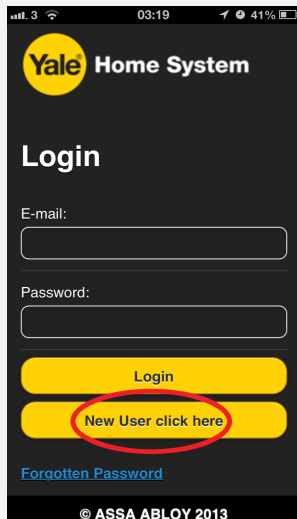 3 03:19 41%
Yale Home System
Login
E-mail:
Password:
Login
New User click here
Forgotten Password
© ASSA ABLOY 2013